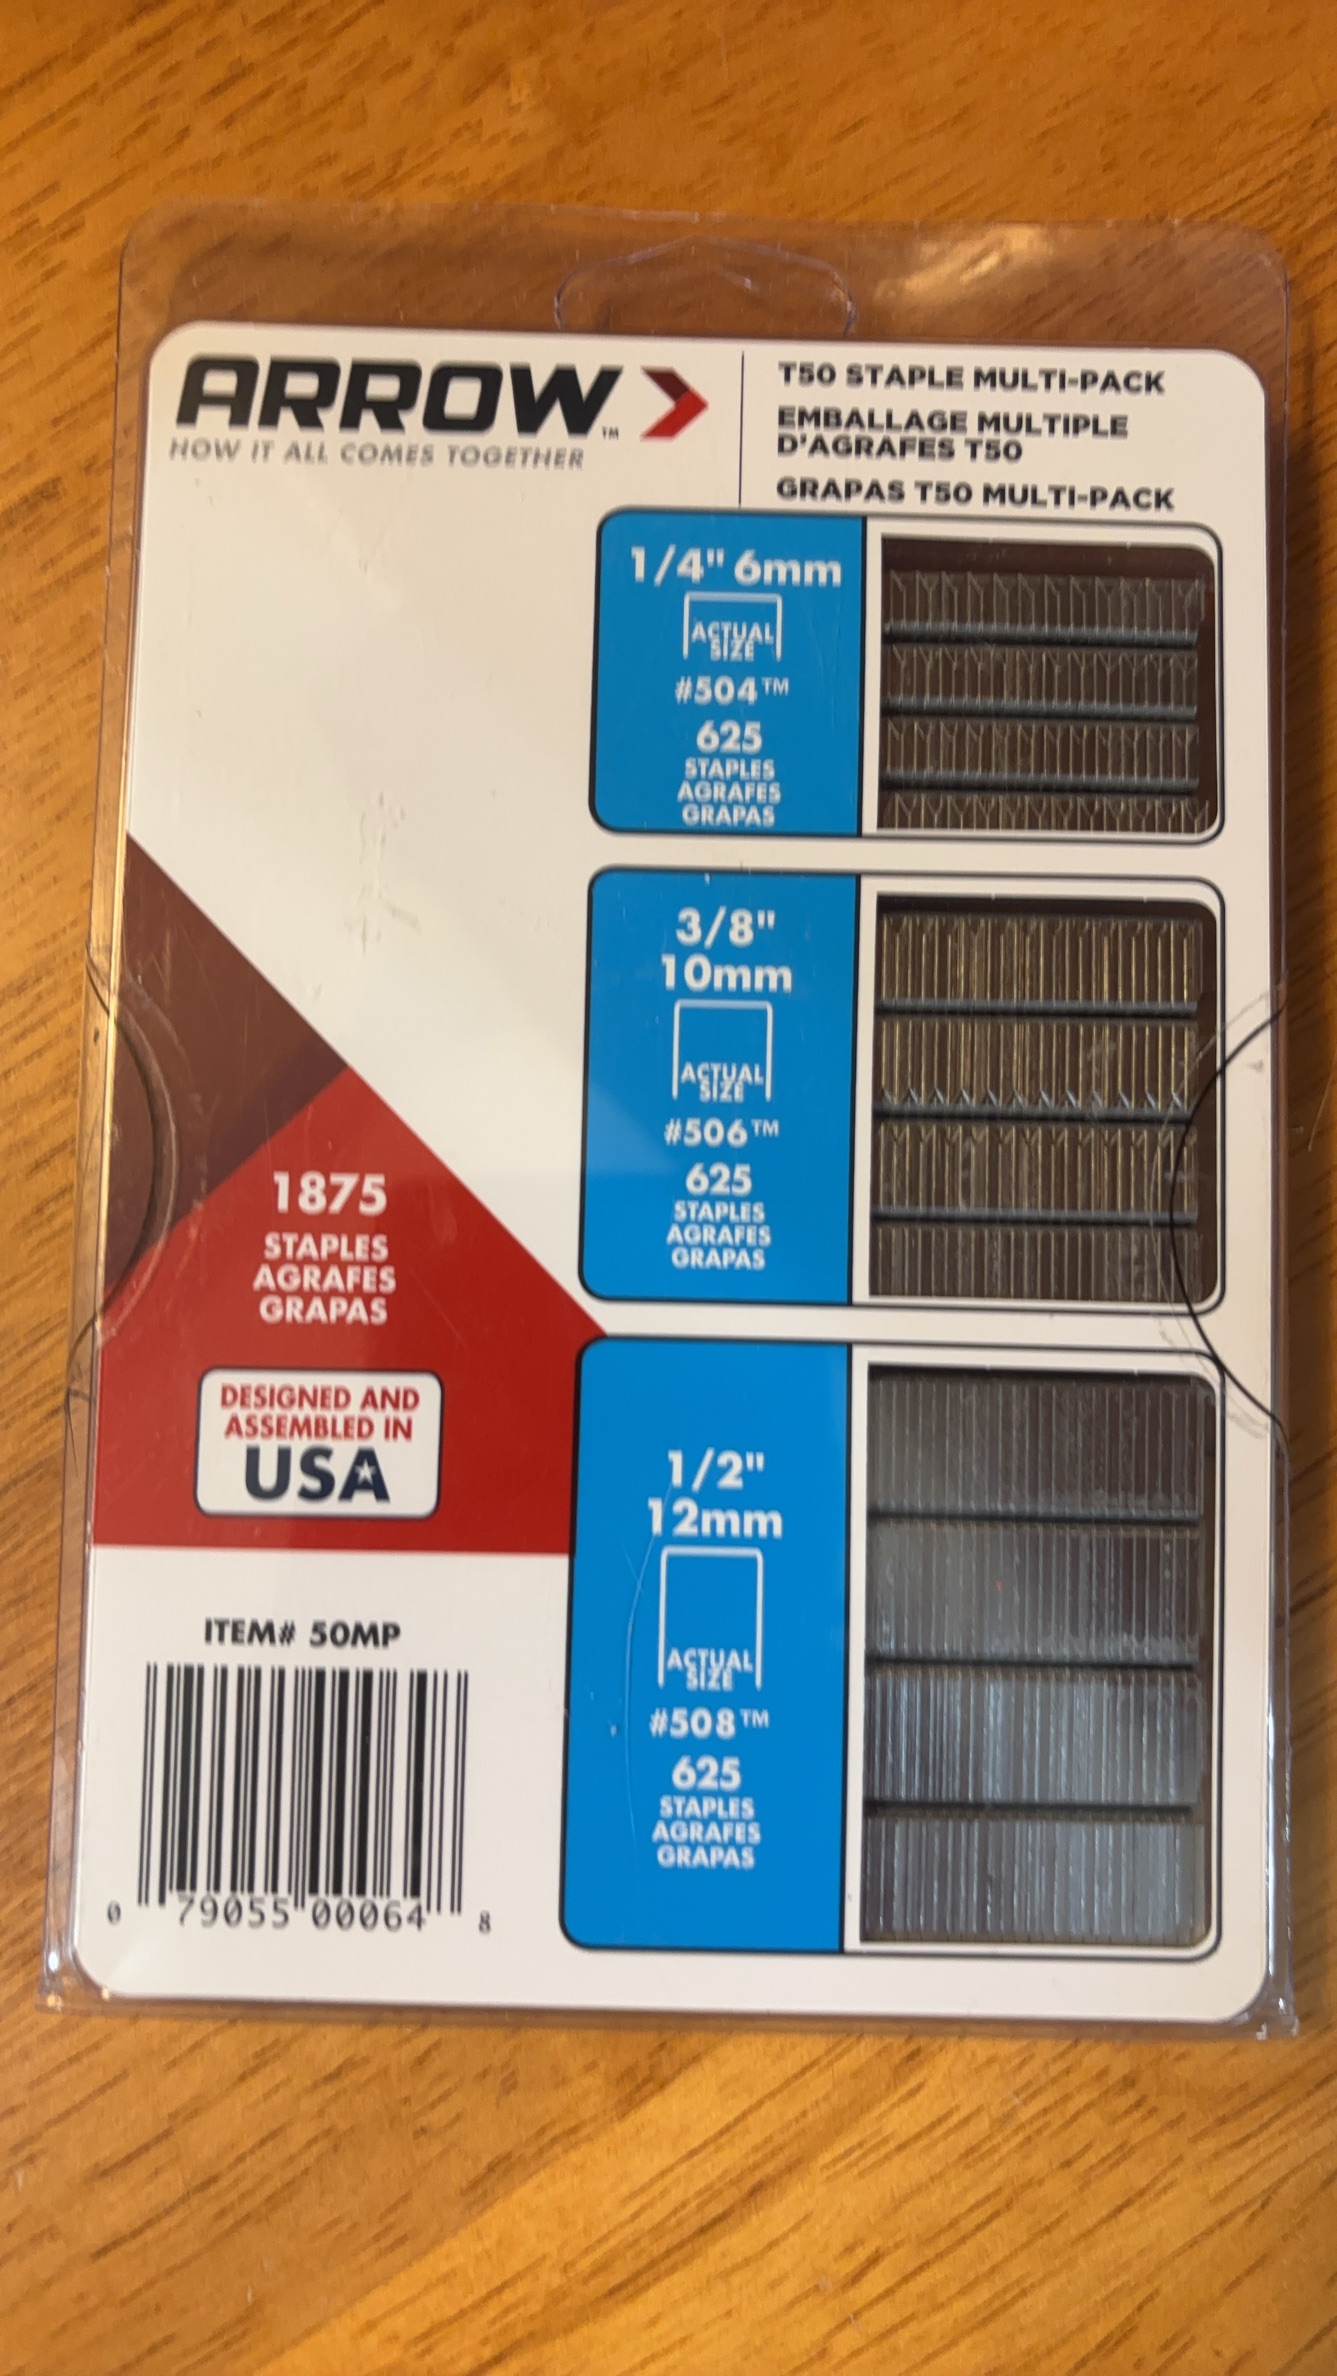 ARROW™
HOW IT ALL COMES TOGETHER
T50 STAPLE MULTI-PACK
EMBALLAGE MULTIPLE
D'AGRAFES T50
GRAPAS T50 MULTI-PACK
1/4" 6mm
ACTUAL
SIZE
#504™
625
STAPLES
AGRAFES
GRAPAS
3/8"
10mm
ACTUAL
SIZE
#506™
625
STAPLES
AGRAFES
GRAPAS
1/2"
12mm
ACTUAL
SIZE
#508™
625
STAPLES
AGRAFES
GRAPAS
1875
STAPLES
AGRAFES
GRAPAS
DESIGNED AND
ASSEMBLED IN
USA
ITEM# 50MP
0 79055 00064 8